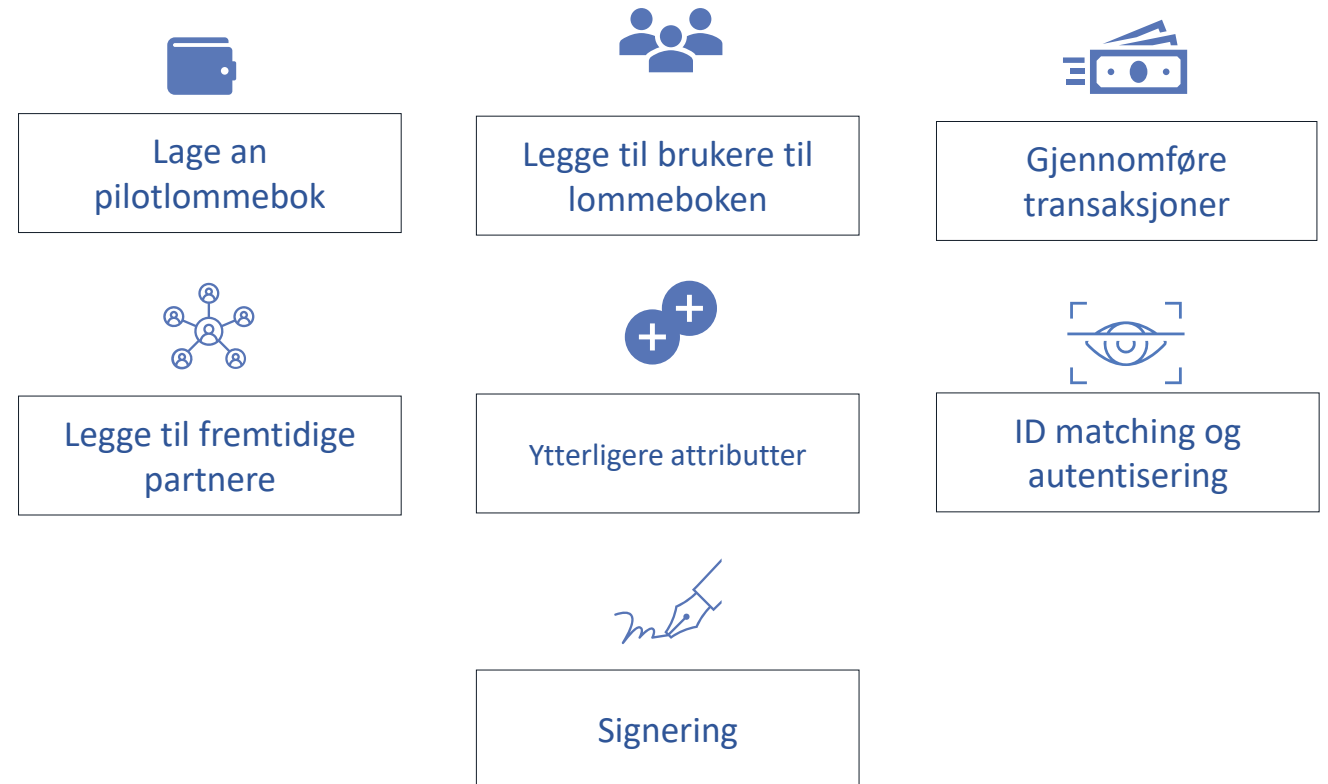 Lage an
pilotlommebok
Legge til brukere til
lommeboken
Gjennomføre
transaksjoner
Legge til fremtidige
partnere
Ytterligere attributter
ID matching og
autentisering
Signering